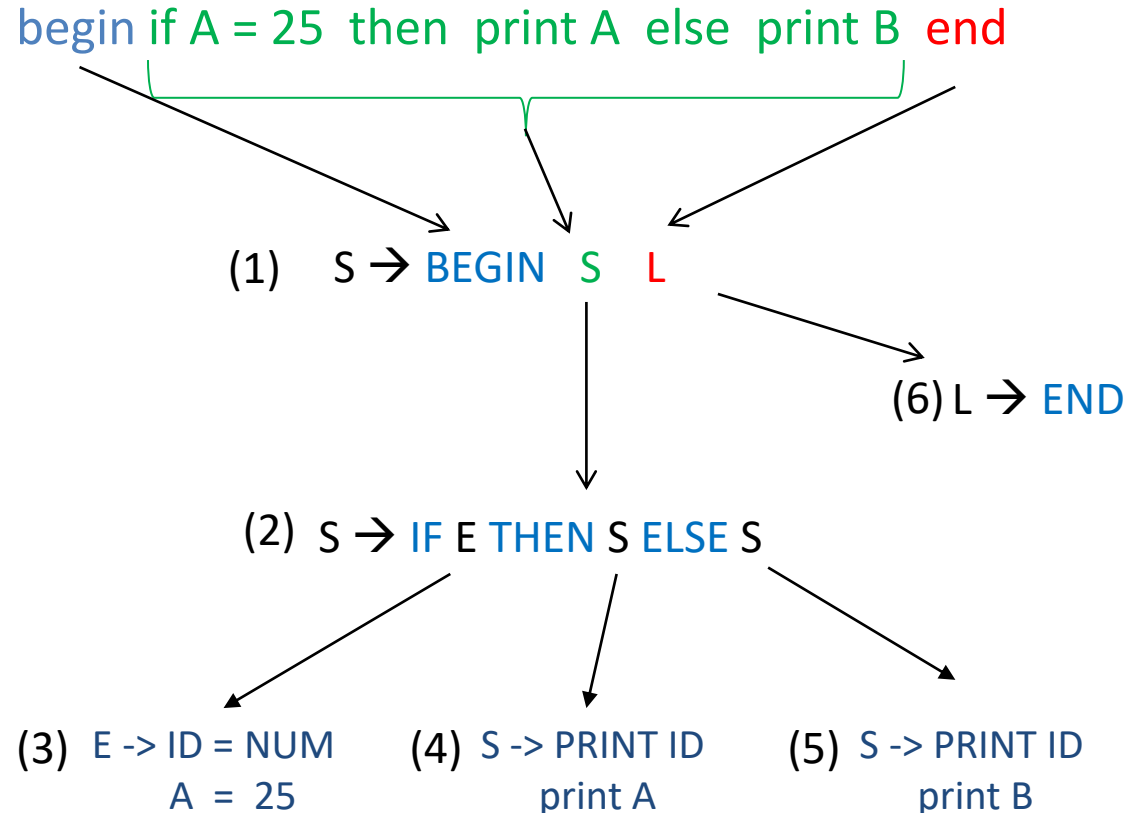 begin if A = 25 then print A else print B end
(1) S → BEGIN S L
(6) L → END
(2) S → IF E THEN S ELSE S
(3) E -> ID = NUM
A = 25
(4) S -> PRINT ID
print A
(5) S -> PRINT ID
print B